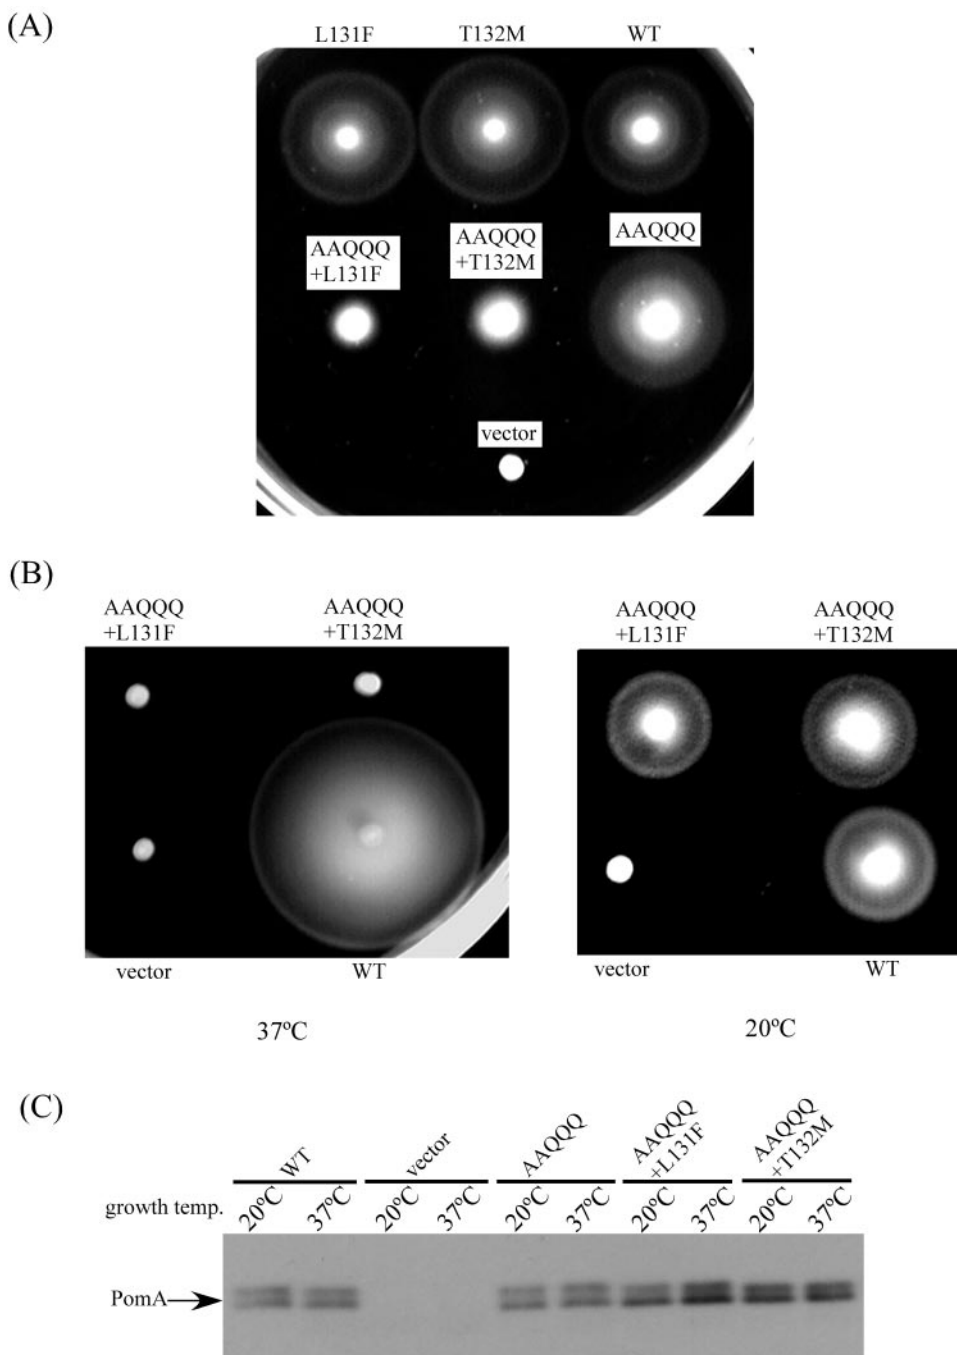 (A)
L131F T132M WT
AAQQQ
+L131F
AAQQQ
+T132M
AAQQQ
vector
(B)
AAQQQ
+L131F
AAQQQ
+T132M
AAQQQ
+L131F
AAQQQ
+T132M
vector WT
vector WT
37ºC
20ºC
(C)
WT
vector
AAQQQ
AAQQQ
+L131F
AAQQQ
+T132M
growth temp. 20ºC 37ºC 20ºC 37ºC 20ºC 37ºC 20ºC 37ºC 20ºC 37ºC
PomA